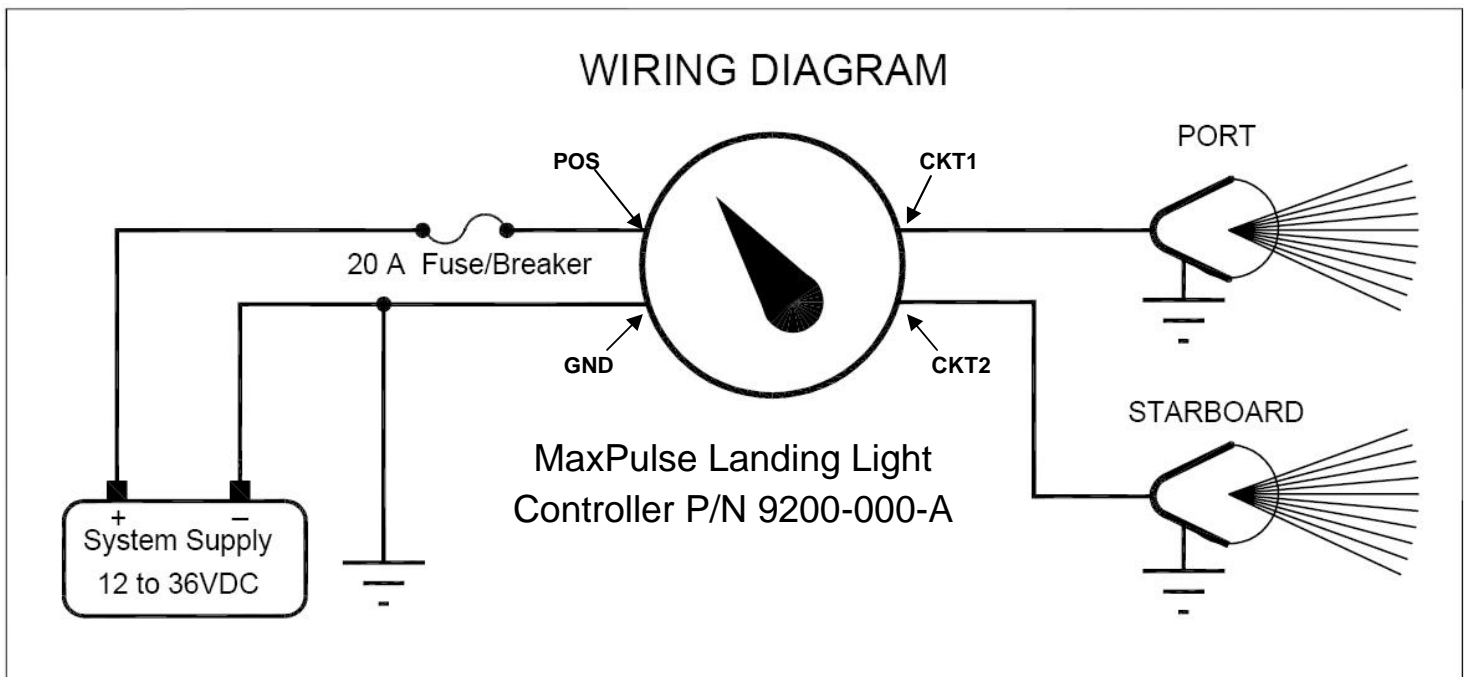 WIRING DIAGRAM
PORT
POS
CKT1
20 A Fuse/Breaker
GND
CKT2
STARBOARD
MaxPulse Landing Light
Controller P/N 9200-000-A
+ –
System Supply
12 to 36VDC